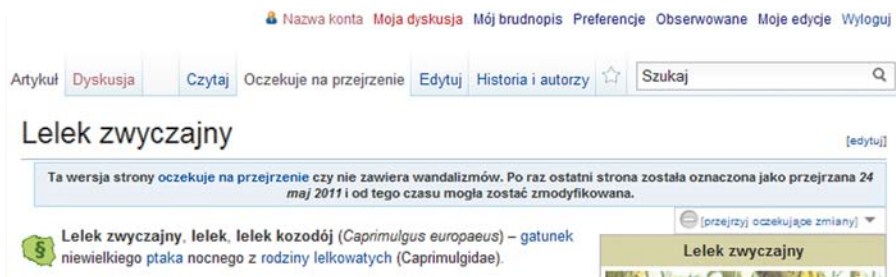 Nazwa konta Moja dyskusja Mój brudnopis Preferencje Obserwowane Moje edycje Wyloguj
Artykuł Dyskusja Czytaj Oczekuje na przejrzenie Edytuj Historia i autorzy Szukaj
Lelek zwyczajny [edytuj]
Ta wersja strony oczekuje na przejrzenie czy nie zawiera wandalizmów. Po raz ostatni strona została oznaczona jako przejrzana 24
maj 2011 i od tego czasu mogła zostać zmodyfikowana.
[przejrzyj oczekujące zmiany]
Lelek zwyczajny, lelek, lelek kozodój (Caprimulgus europaeus) – gatunek
niewielkiego ptaka nocnego z rodziny lelkowatych (Caprimulgidae).
Lelek zwyczajny